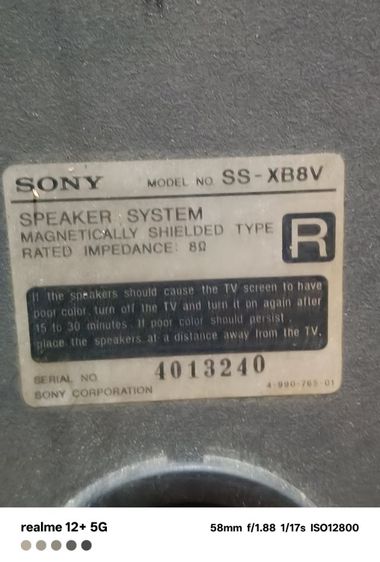 SONY MODEL NO. SS-XB8V
SPEAKER SYSTEM
MAGNETICALLY SHIELDED TYPE
RATED IMPEDANCE: 8Ω
R
If the speakers should cause the TV screen to have
poor color, turn off the TV and turn it on again after
15 to 30 minutes. If poor color should persist,
place the speakers at a distance away from the TV.
SERIAL NO. 4013240
SONY CORPORATION 4-990-765-01
realme 12+ 5G 58mm f/1.88 1/17s ISO12800